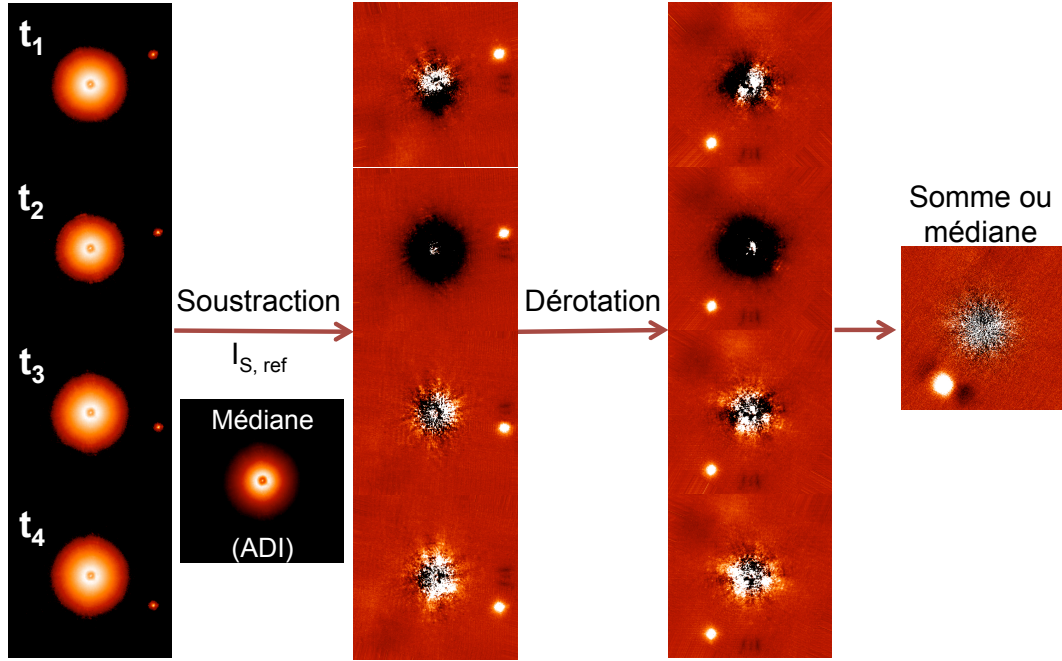 t1
t2
t3
t4
Soustraction
IS, ref
Médiane
(ADI)
Dérotation
Somme ou
médiane